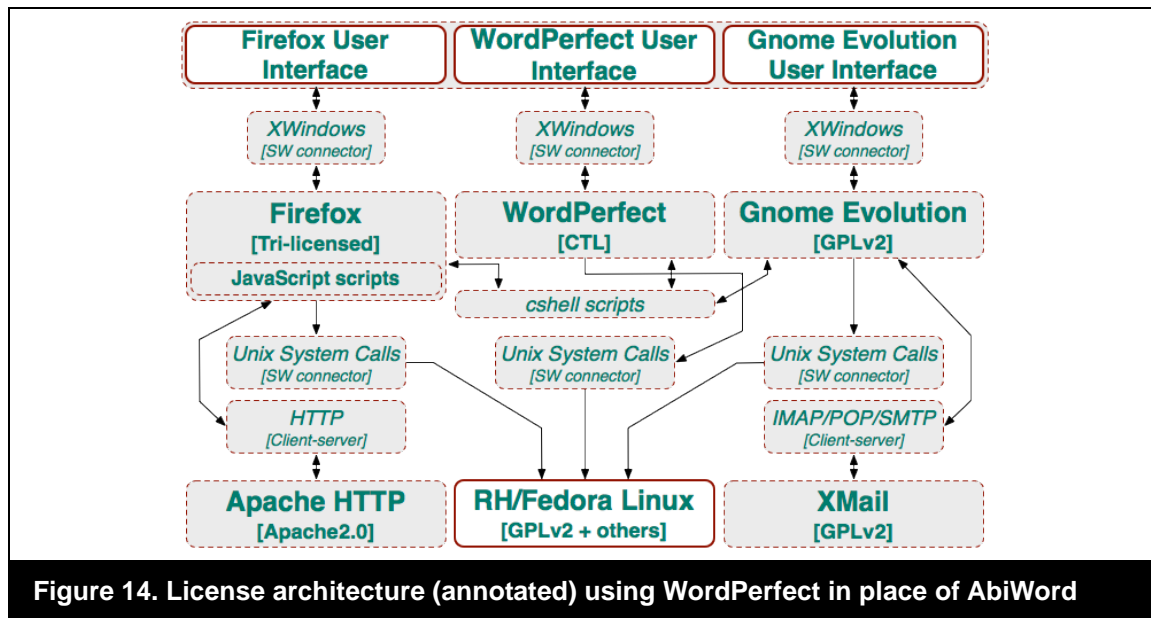 Firefox User
Interface
WordPerfect User
Interface
Gnome Evolution
User Interface
XWindows
[SW connector]
XWindows
[SW connector]
XWindows
[SW connector]
Firefox
[Tri-licensed]
JavaScript scripts
WordPerfect
[CTL]
Gnome Evolution
[GPLv2]
cshell scripts
Unix System Calls
[SW connector]
Unix System Calls
[SW connector]
Unix System Calls
[SW connector]
HTTP
[Client-server]
IMAP/POP/SMTP
[Client-server]
Apache HTTP
[Apache2.0]
RH/Fedora Linux
[GPLv2 + others]
XMail
[GPLv2]
Figure 14. License architecture (annotated) using WordPerfect in place of AbiWord